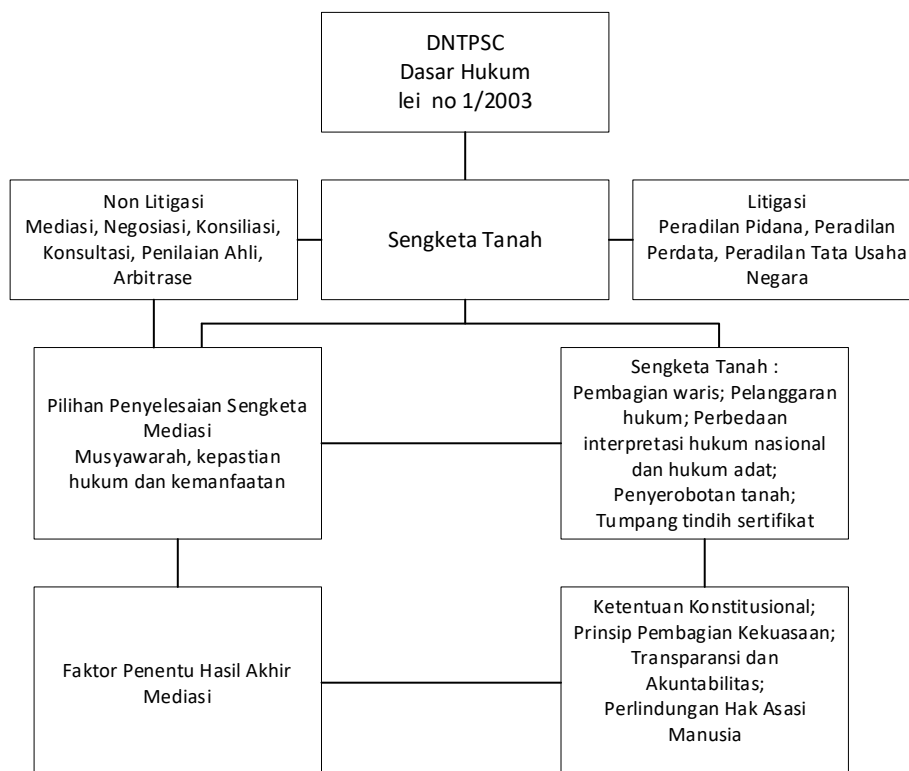 DNTPSC
Dasar Hukum
lei no 1/2003
Non Litigasi
Mediasi, Negosiasi, Konsiliasi,
Konsultasi, Penilaian Ahli,
Arbitrase
Sengketa Tanah
Litigasi
Peradilan Pidana, Peradilan
Perdata, Peradilan Tata Usaha
Negara
Pilihan Penyelesaian Sengketa
Mediasi
Musyawarah, kepastian
hukum dan kemanfaatan
Sengketa Tanah :
Pembagian waris; Pelanggaran
hukum; Perbedaan
interpretasi hukum nasional
dan hukum adat;
Penyerobotan tanah;
Tumpang tindih sertifikat
Faktor Penentu Hasil Akhir
Mediasi
Ketentuan Konstitusional;
Prinsip Pembagian Kekuasaan;
Transparansi dan
Akuntabilitas;
Perlindungan Hak Asasi
Manusia